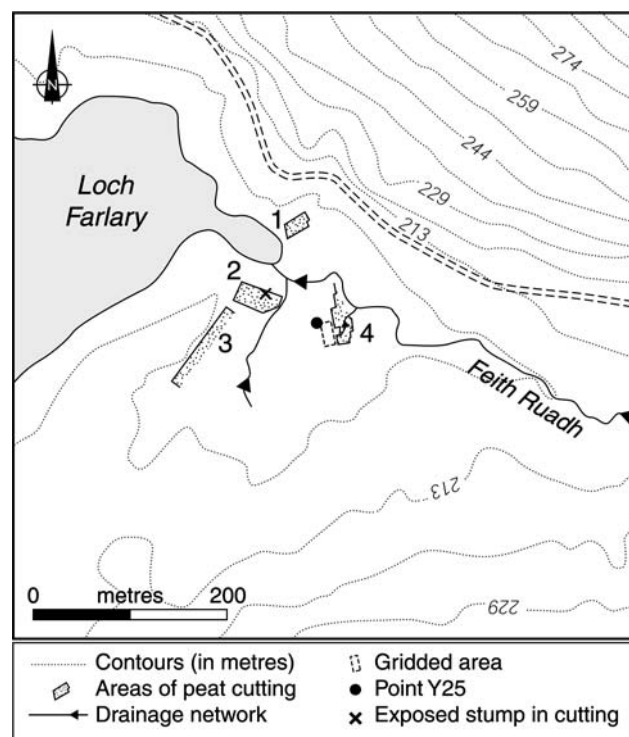 274
259
244
229
213
N
Loch
Farlary
1
2
3
4
Feith Ruadh
213
229
0 metres 200
Contours (in metres)
Areas of peat cutting
Drainage network
Gridded area
Point Y25
Exposed stump in cutting